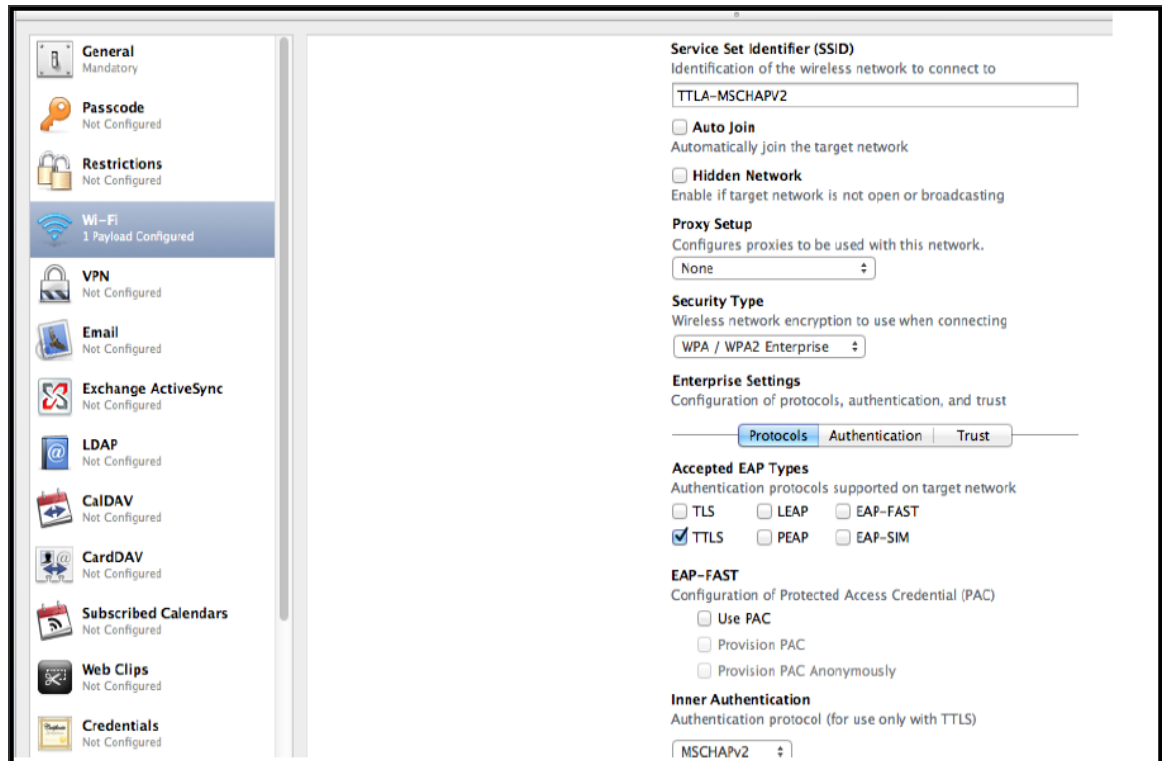 General
Mandatory
Passcode
Not Configured
Restrictions
Not Configured
Wi-Fi
1 Payload Configured
VPN
Not Configured
Email
Not Configured
Exchange ActiveSync
Not Configured
LDAP
Not Configured
CalDAV
Not Configured
CardDAV
Not Configured
Subscribed Calendars
Not Configured
Web Clips
Not Configured
Credentials
Not Configured
Service Set Identifier (SSID)
Identification of the wireless network to connect to
TTLA-MSCHAPV2
Auto Join
Automatically join the target network
Hidden Network
Enable if target network is not open or broadcasting
Proxy Setup
Configures proxies to be used with this network.
None
Security Type
Wireless network encryption to use when connecting
WPA / WPA2 Enterprise
Enterprise Settings
Configuration of protocols, authentication, and trust
Protocols Authentication Trust
Accepted EAP Types
Authentication protocols supported on target network
TLS LEAP EAP-FAST
TTLS PEAP EAP-SIM
EAP-FAST
Configuration of Protected Access Credential (PAC)
Use PAC
Provision PAC
Provision PAC Anonymously
Inner Authentication
Authentication protocol (for use only with TTLS)
MSCHAPv2